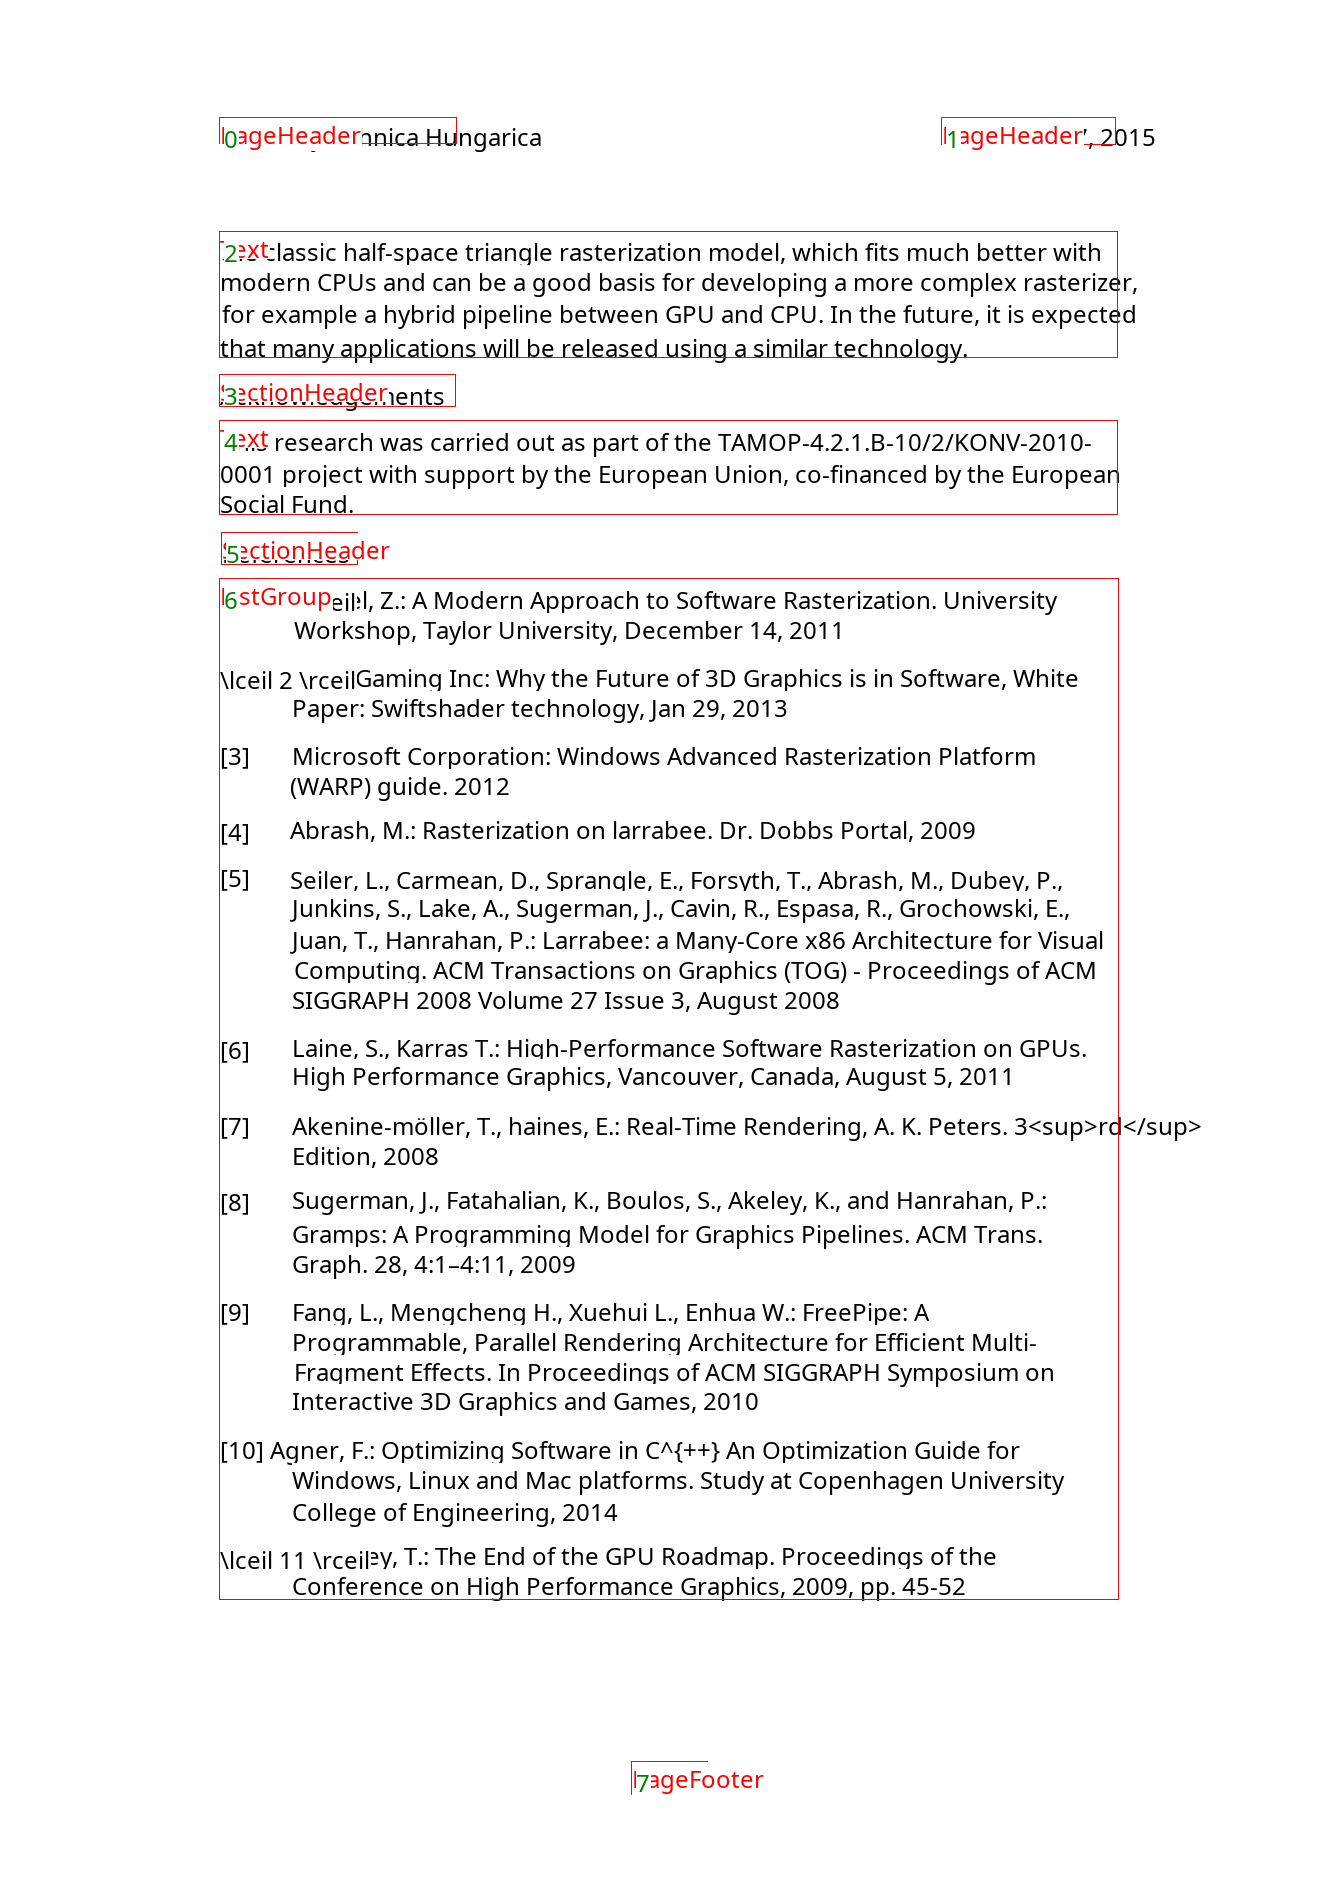 0 PageHeader nnica Hungarica
1 PageHeader , 2015
2 Text classic half-space triangle rasterization model, which fits much better with
modern CPUs and can be a good basis for developing a more complex rasterizer,
for example a hybrid pipeline between GPU and CPU. In the future, it is expected
that many applications will be released using a similar technology.
3 SectionHeader
4 Text research was carried out as part of the TAMOP-4.2.1.B-10/2/KONV-2010-
0001 project with support by the European Union, co-financed by the European
Social Fund.
5 SectionHeader
6 ListGroup Z.: A Modern Approach to Software Rasterization. University
Workshop, Taylor University, December 14, 2011
\lceil 2 \rceil Gaming Inc: Why the Future of 3D Graphics is in Software, White
Paper: Swiftshader technology, Jan 29, 2013
[3] Microsoft Corporation: Windows Advanced Rasterization Platform
(WARP) guide. 2012
[4] Abrash, M.: Rasterization on larrabee. Dr. Dobbs Portal, 2009
[5] Seiler, L., Carmean, D., Sprangle, E., Forsyth, T., Abrash, M., Dubey, P.,
Junkins, S., Lake, A., Sugerman, J., Cavin, R., Espasa, R., Grochowski, E.,
Juan, T., Hanrahan, P.: Larrabee: a Many-Core x86 Architecture for Visual
Computing. ACM Transactions on Graphics (TOG) - Proceedings of ACM
SIGGRAPH 2008 Volume 27 Issue 3, August 2008
[6] Laine, S., Karras T.: High-Performance Software Rasterization on GPUs.
High Performance Graphics, Vancouver, Canada, August 5, 2011
[7] Akenine-möller, T., haines, E.: Real-Time Rendering, A. K. Peters. 3<sup>rd</sup>
Edition, 2008
[8] Sugerman, J., Fatahalian, K., Boulos, S., Akeley, K., and Hanrahan, P.:
Gramps: A Programming Model for Graphics Pipelines. ACM Trans.
Graph. 28, 4:1–4:11, 2009
[9] Fang, L., Mengcheng H., Xuehui L., Enhua W.: FreePipe: A
Programmable, Parallel Rendering Architecture for Efficient Multi-
Fragment Effects. In Proceedings of ACM SIGGRAPH Symposium on
Interactive 3D Graphics and Games, 2010
[10] Agner, F.: Optimizing Software in C^{++} An Optimization Guide for
Windows, Linux and Mac platforms. Study at Copenhagen University
College of Engineering, 2014
\lceil 11 \rceil ey, T.: The End of the GPU Roadmap. Proceedings of the
Conference on High Performance Graphics, 2009, pp. 45-52
7 PageFooter